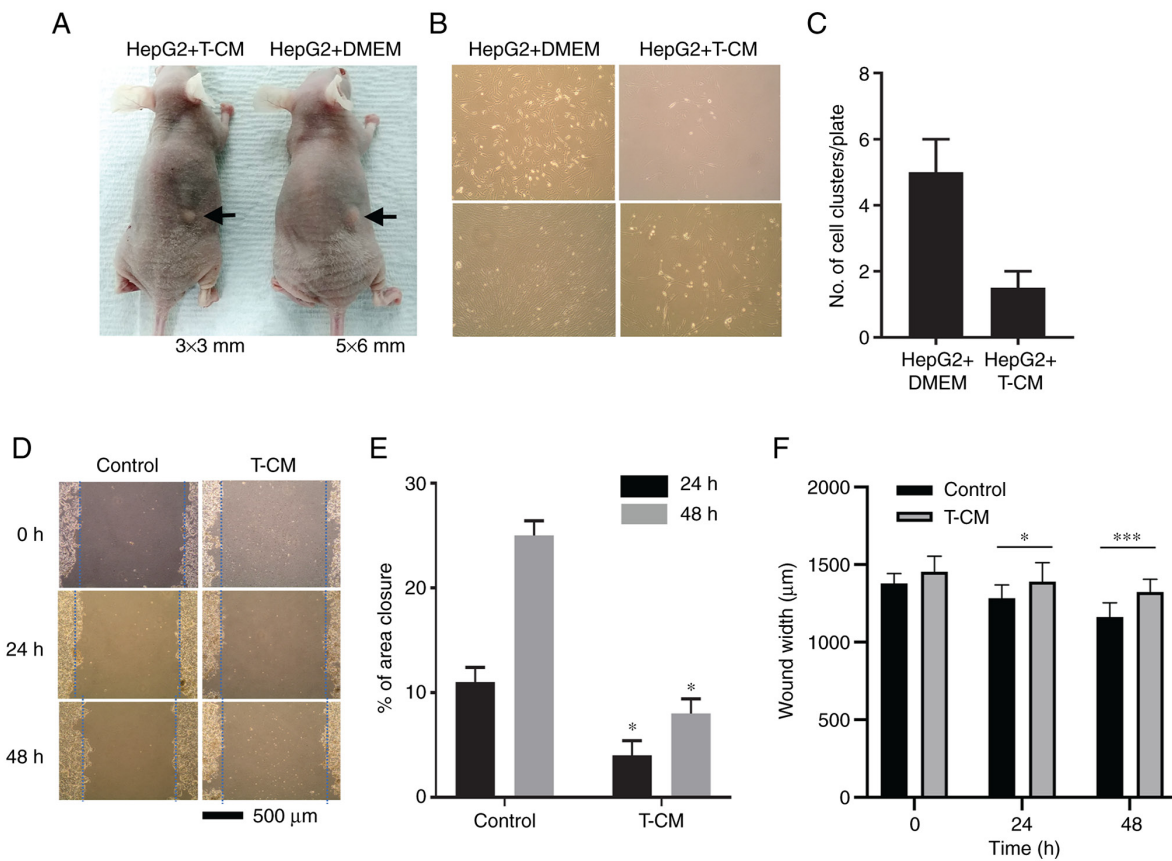 A
HepG2+T-CM HepG2+DMEM
3×3 mm 5×6 mm
B
HepG2+DMEM HepG2+T-CM
C
No. of cell clusters/plate
8
6
4
2
0
HepG2+ HepG2+
DMEM T-CM
D
Control T-CM
0 h
24 h
48 h
500 μm
E
% of area closure
30
20
10
0
24 h
48 h
*
*
Control T-CM
F
Wound width (μm)
2000
1500
1000
500
0
Control
T-CM
* ***
0 24 48
Time (h)